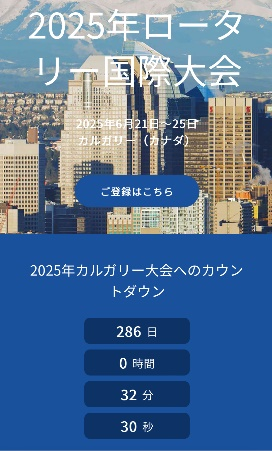 2025年ロータ
リー国際大会
2025年6月21日~25日
カルガリー（カナダ）
ご登録はこちら
2025年カルガリー大会へのカウン
トダウン
286 日
0 時間
32 分
30 秒